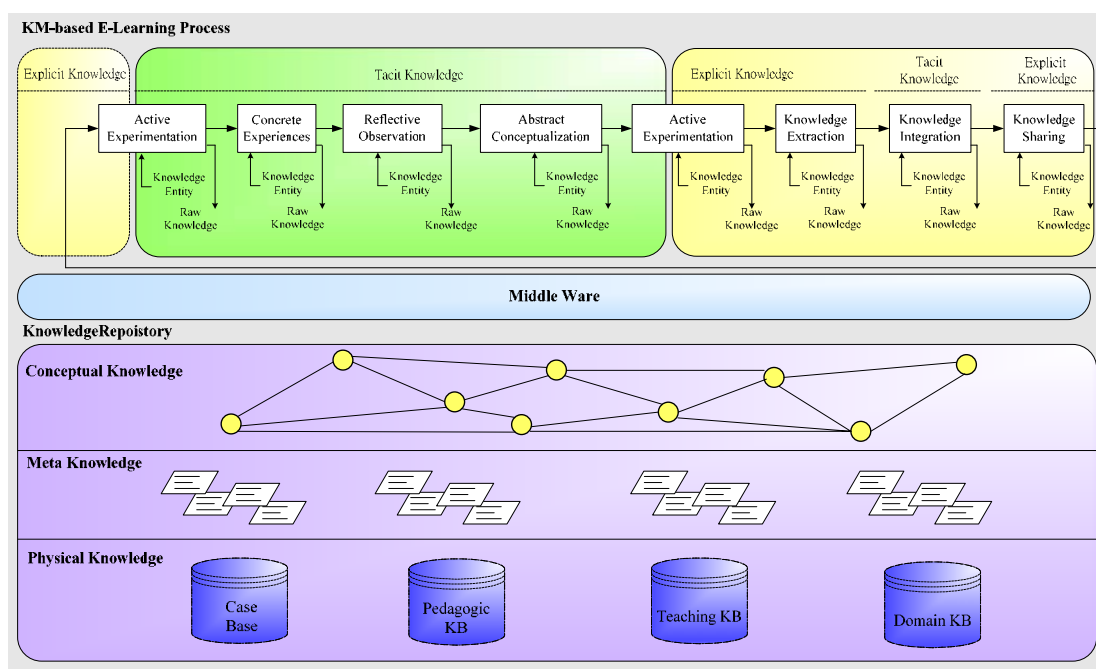 KM-based E-Learning Process
Explicit Knowledge
Tacit Knowledge
Explicit Knowledge
Tacit
Knowledge
Explicit
Knowledge
Active
Experimentation
Concrete
Experiences
Reflective
Observation
Abstract
Conceptualization
Active
Experimentation
Knowledge
Extraction
Knowledge
Integration
Knowledge
Sharing
Knowledge
Entity
Raw
Knowledge
Knowledge
Entity
Raw
Knowledge
Knowledge
Entity
Raw
Knowledge
Knowledge
Entity
Raw
Knowledge
Knowledge
Entity
Raw
Knowledge
Knowledge
Entity
Raw
Knowledge
Knowledge
Entity
Raw
Knowledge
Knowledge
Entity
Raw
Knowledge
Middle Ware
KnowledgeRepoistory
Conceptual Knowledge
Meta Knowledge
Physical Knowledge
Case
Base
Pedagogic
KB
Teaching KB
Domain KB